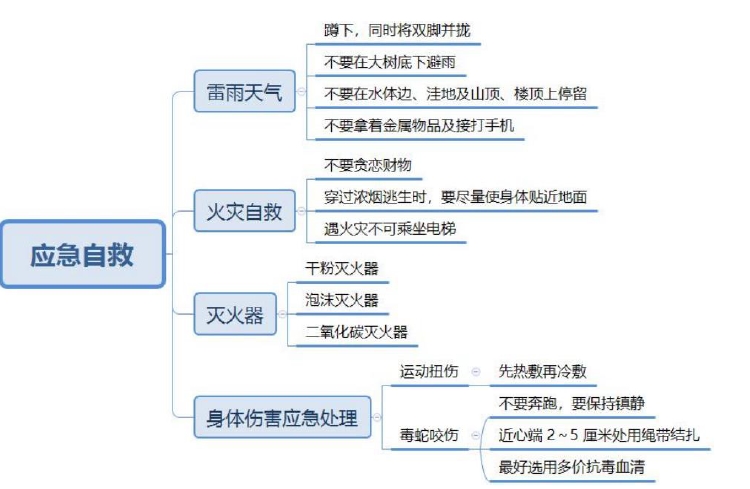 应急自救
雷雨天气
蹲下，同时将双脚并拢
不要在大树底下避雨
不要在水体边、洼地及山顶、楼顶上停留
不要拿着金属物品及接打手机
火灾自救
不要贪恋财物
穿过浓烟逃生时，要尽量使身体贴近地面
遇火灾不可乘坐电梯
灭火器
干粉灭火器
泡沫灭火器
二氧化碳灭火器
身体伤害应急处理
运动扭伤
先热敷再冷敷
毒蛇咬伤
不要奔跑，要保持镇静
近心端 2~5 厘米处用绳带结扎
最好选用多价抗毒血清